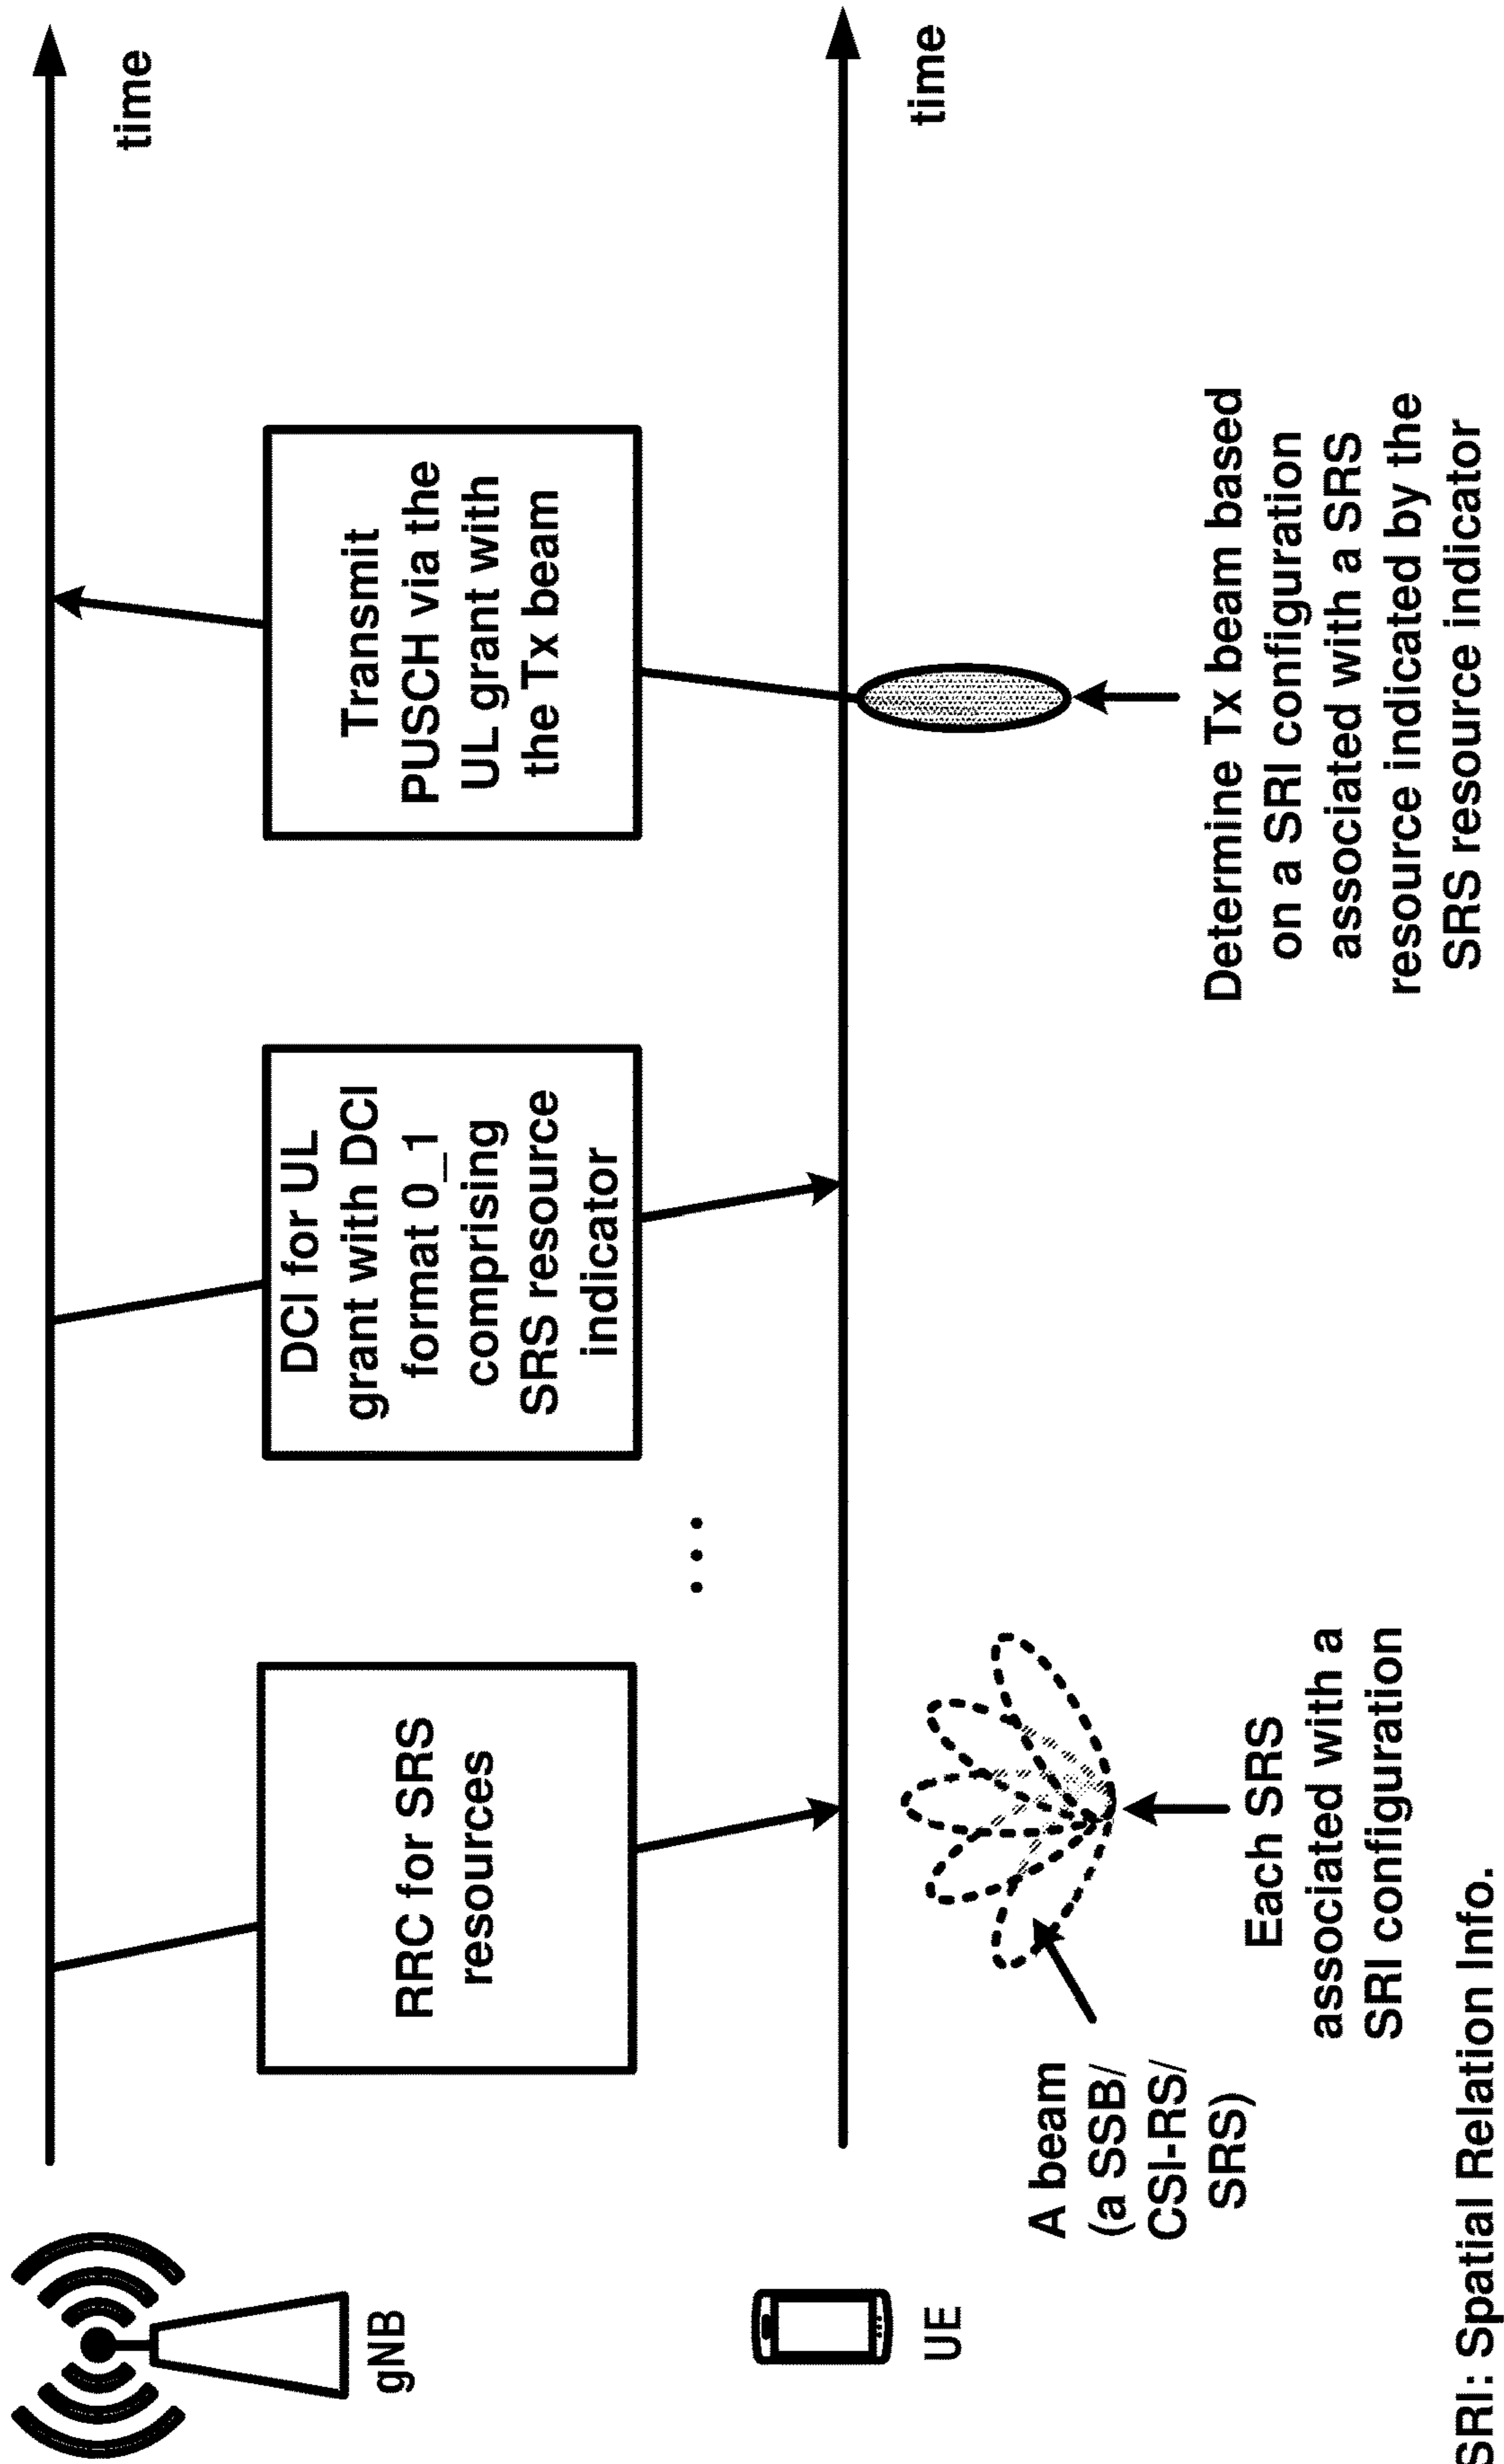 gNB
time
RRC for SRS
resources
. . .
DCI for UL
grant with DCI
format 0_1
comprising
SRS resource
indicator
Transmit
PUSCH via the
UL grant with
the Tx beam
UE
time
A beam
(a SSB/
CSI-RS/
SRS)
Each SRS
associated with a
SRI configuration
Determine Tx beam based
on a SRI configuration
associated with a SRS
resource indicated by the
SRS resource indicator
SRI: Spatial Relation Info.